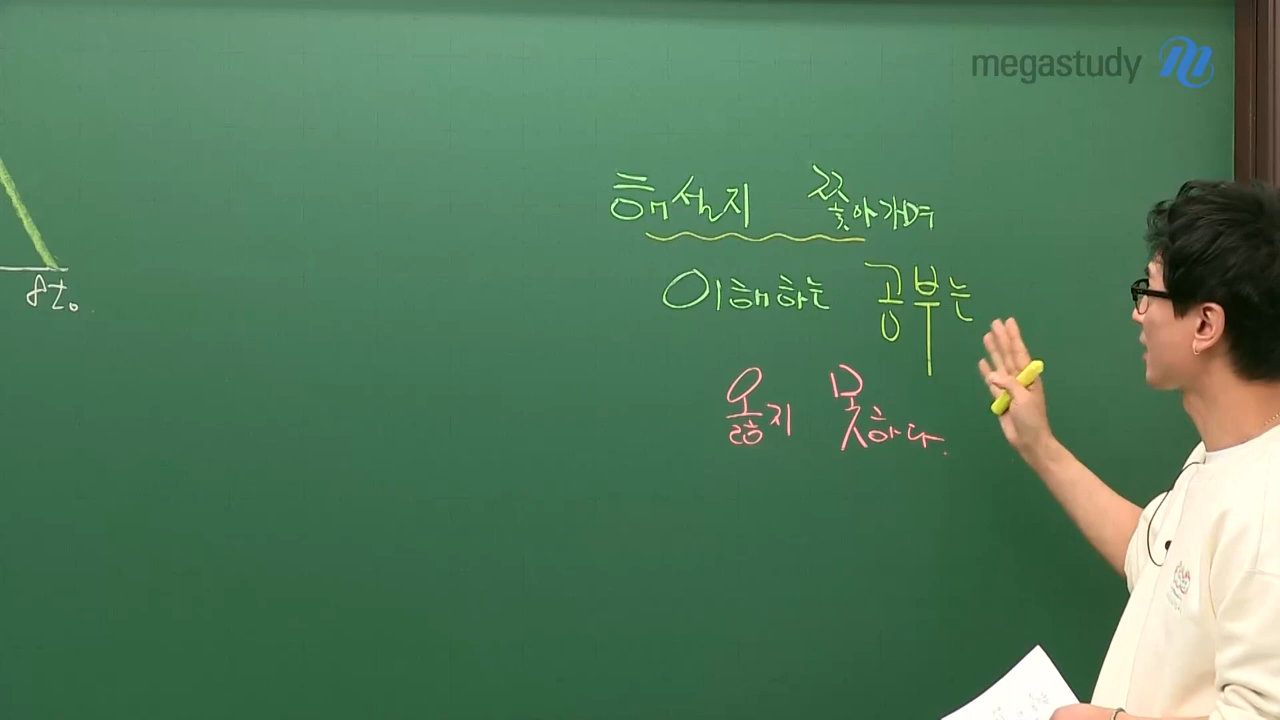 megastudy
해설지 쫓아가며
이해하는 공부는
옳지 못하다.
8t₀